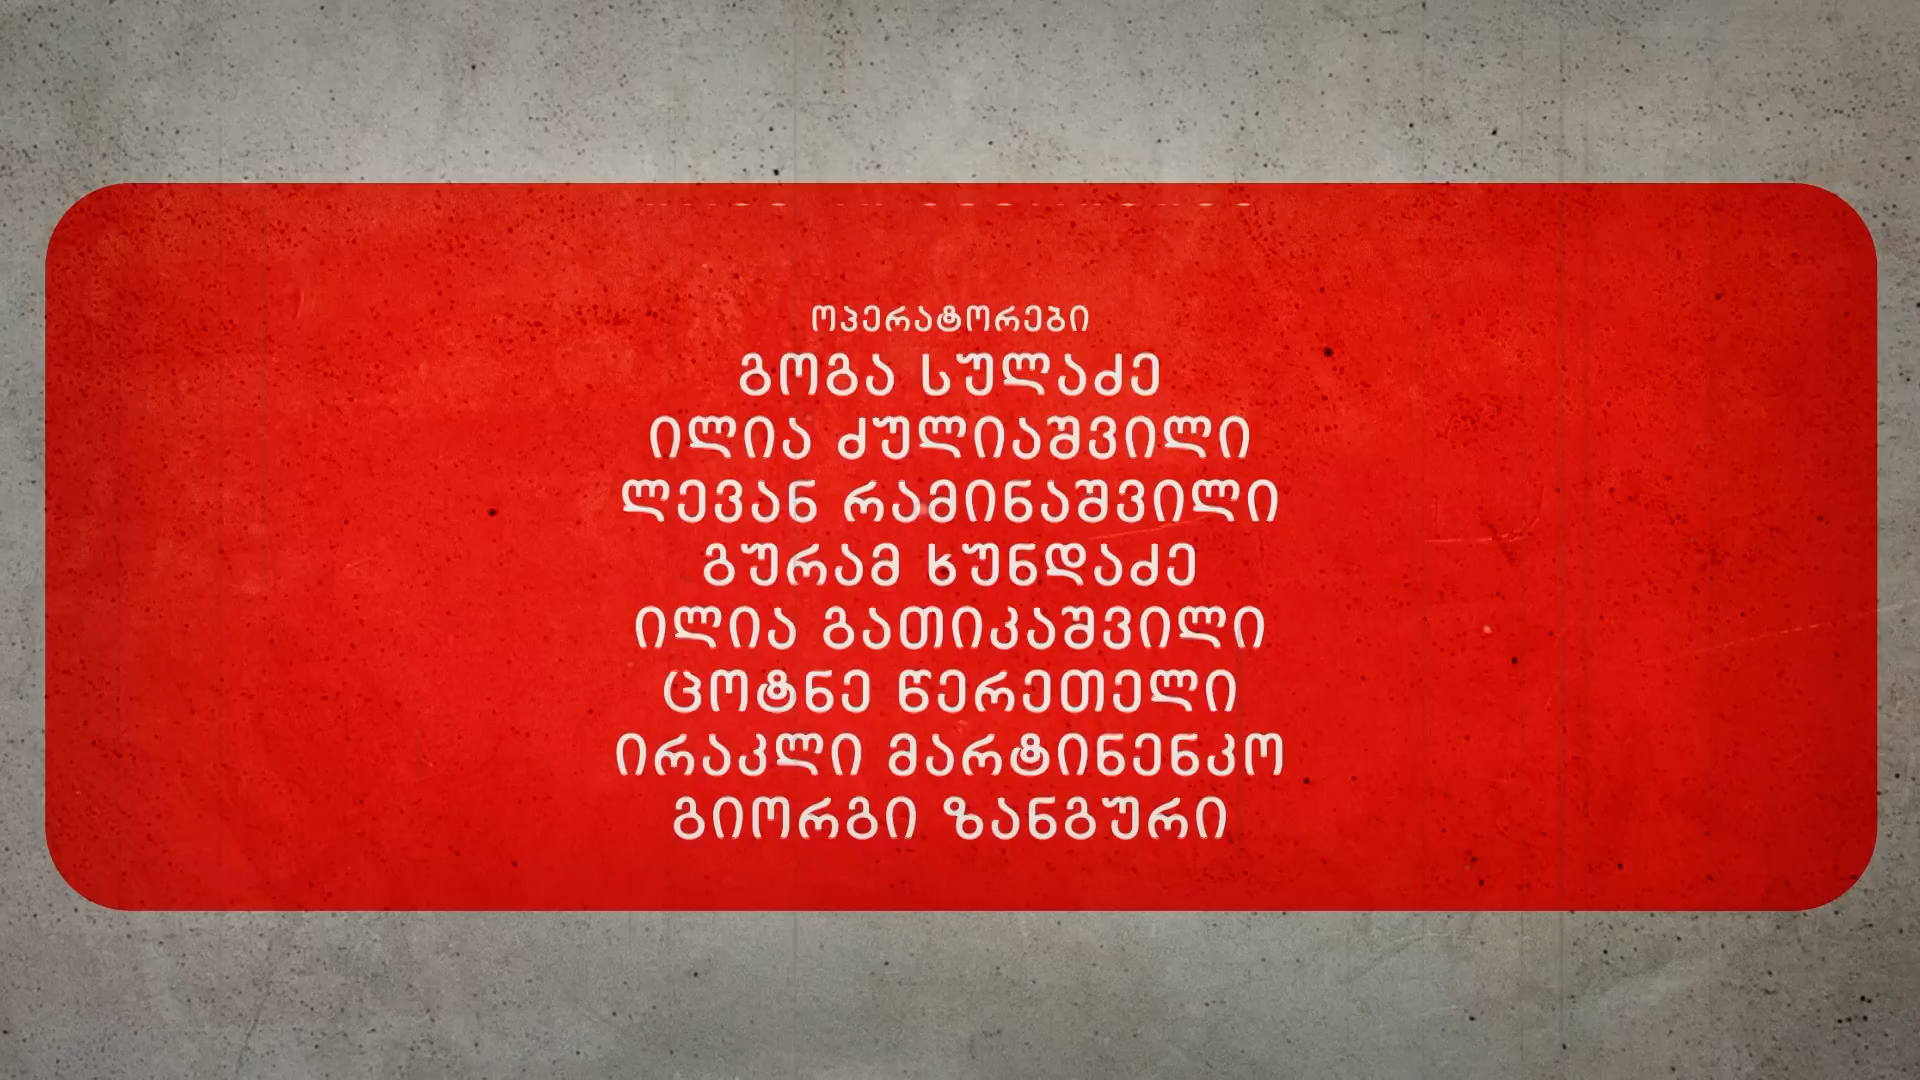 ოპერატორები
გოგა სულაძე
ილია ძულიაშვილი
ლევან რამინაშვილი
გურამ ხუნდაძე
ილია გათიკაშვილი
ცოტნე წერეთელი
ირაკლი მარტინენკო
გიორგი ზანგური